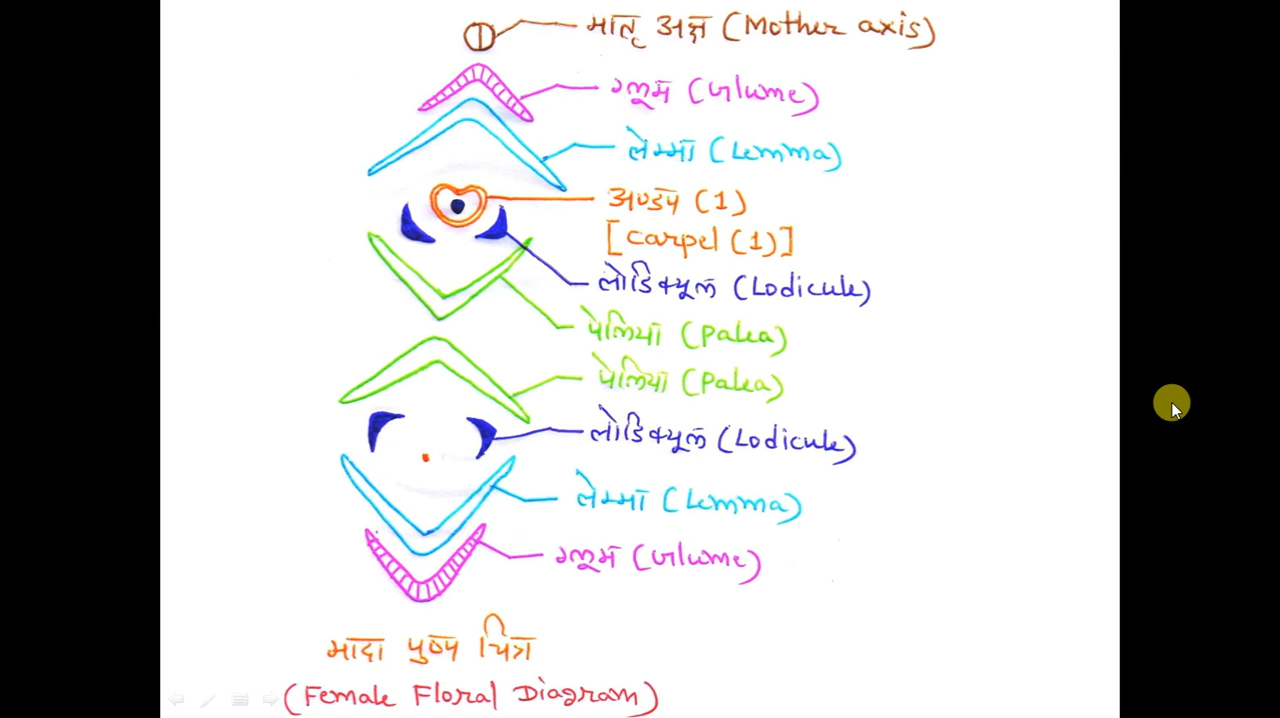 मातृ अक्ष (Mother axis)
ग्लूम (Glume)
लेम्मा (Lemma)
अण्डप (1)
[carpel (1)]
लोडिक्यूल (Lodicule)
पेलिया (Palea)
पेलिया (Palea)
लोडिक्यूल (Lodicule)
लेम्मा (Lemma)
ग्लूम (Glume)
मादा पुष्प चित्र
(Female Floral Diagram)